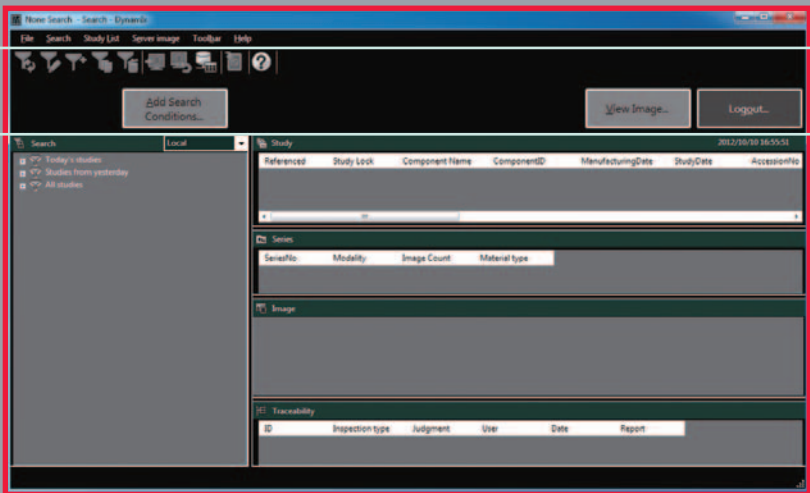 None Search - Search - Dynamix
File Search Study List Server image Toolbar Help
Add Search
Conditions...
View Image...
Logout...
Search Local
Study 2012/10/10 16:55:51
Today's studies
Studies from yesterday
All studies
Referenced Study Lock Component Name ComponentID ManufacturingDate StudyDate AccessionNo
Series
SeriesNo Modality Image Count Material type
Image
Traceability
ID Inspection type Judgment User Date Report